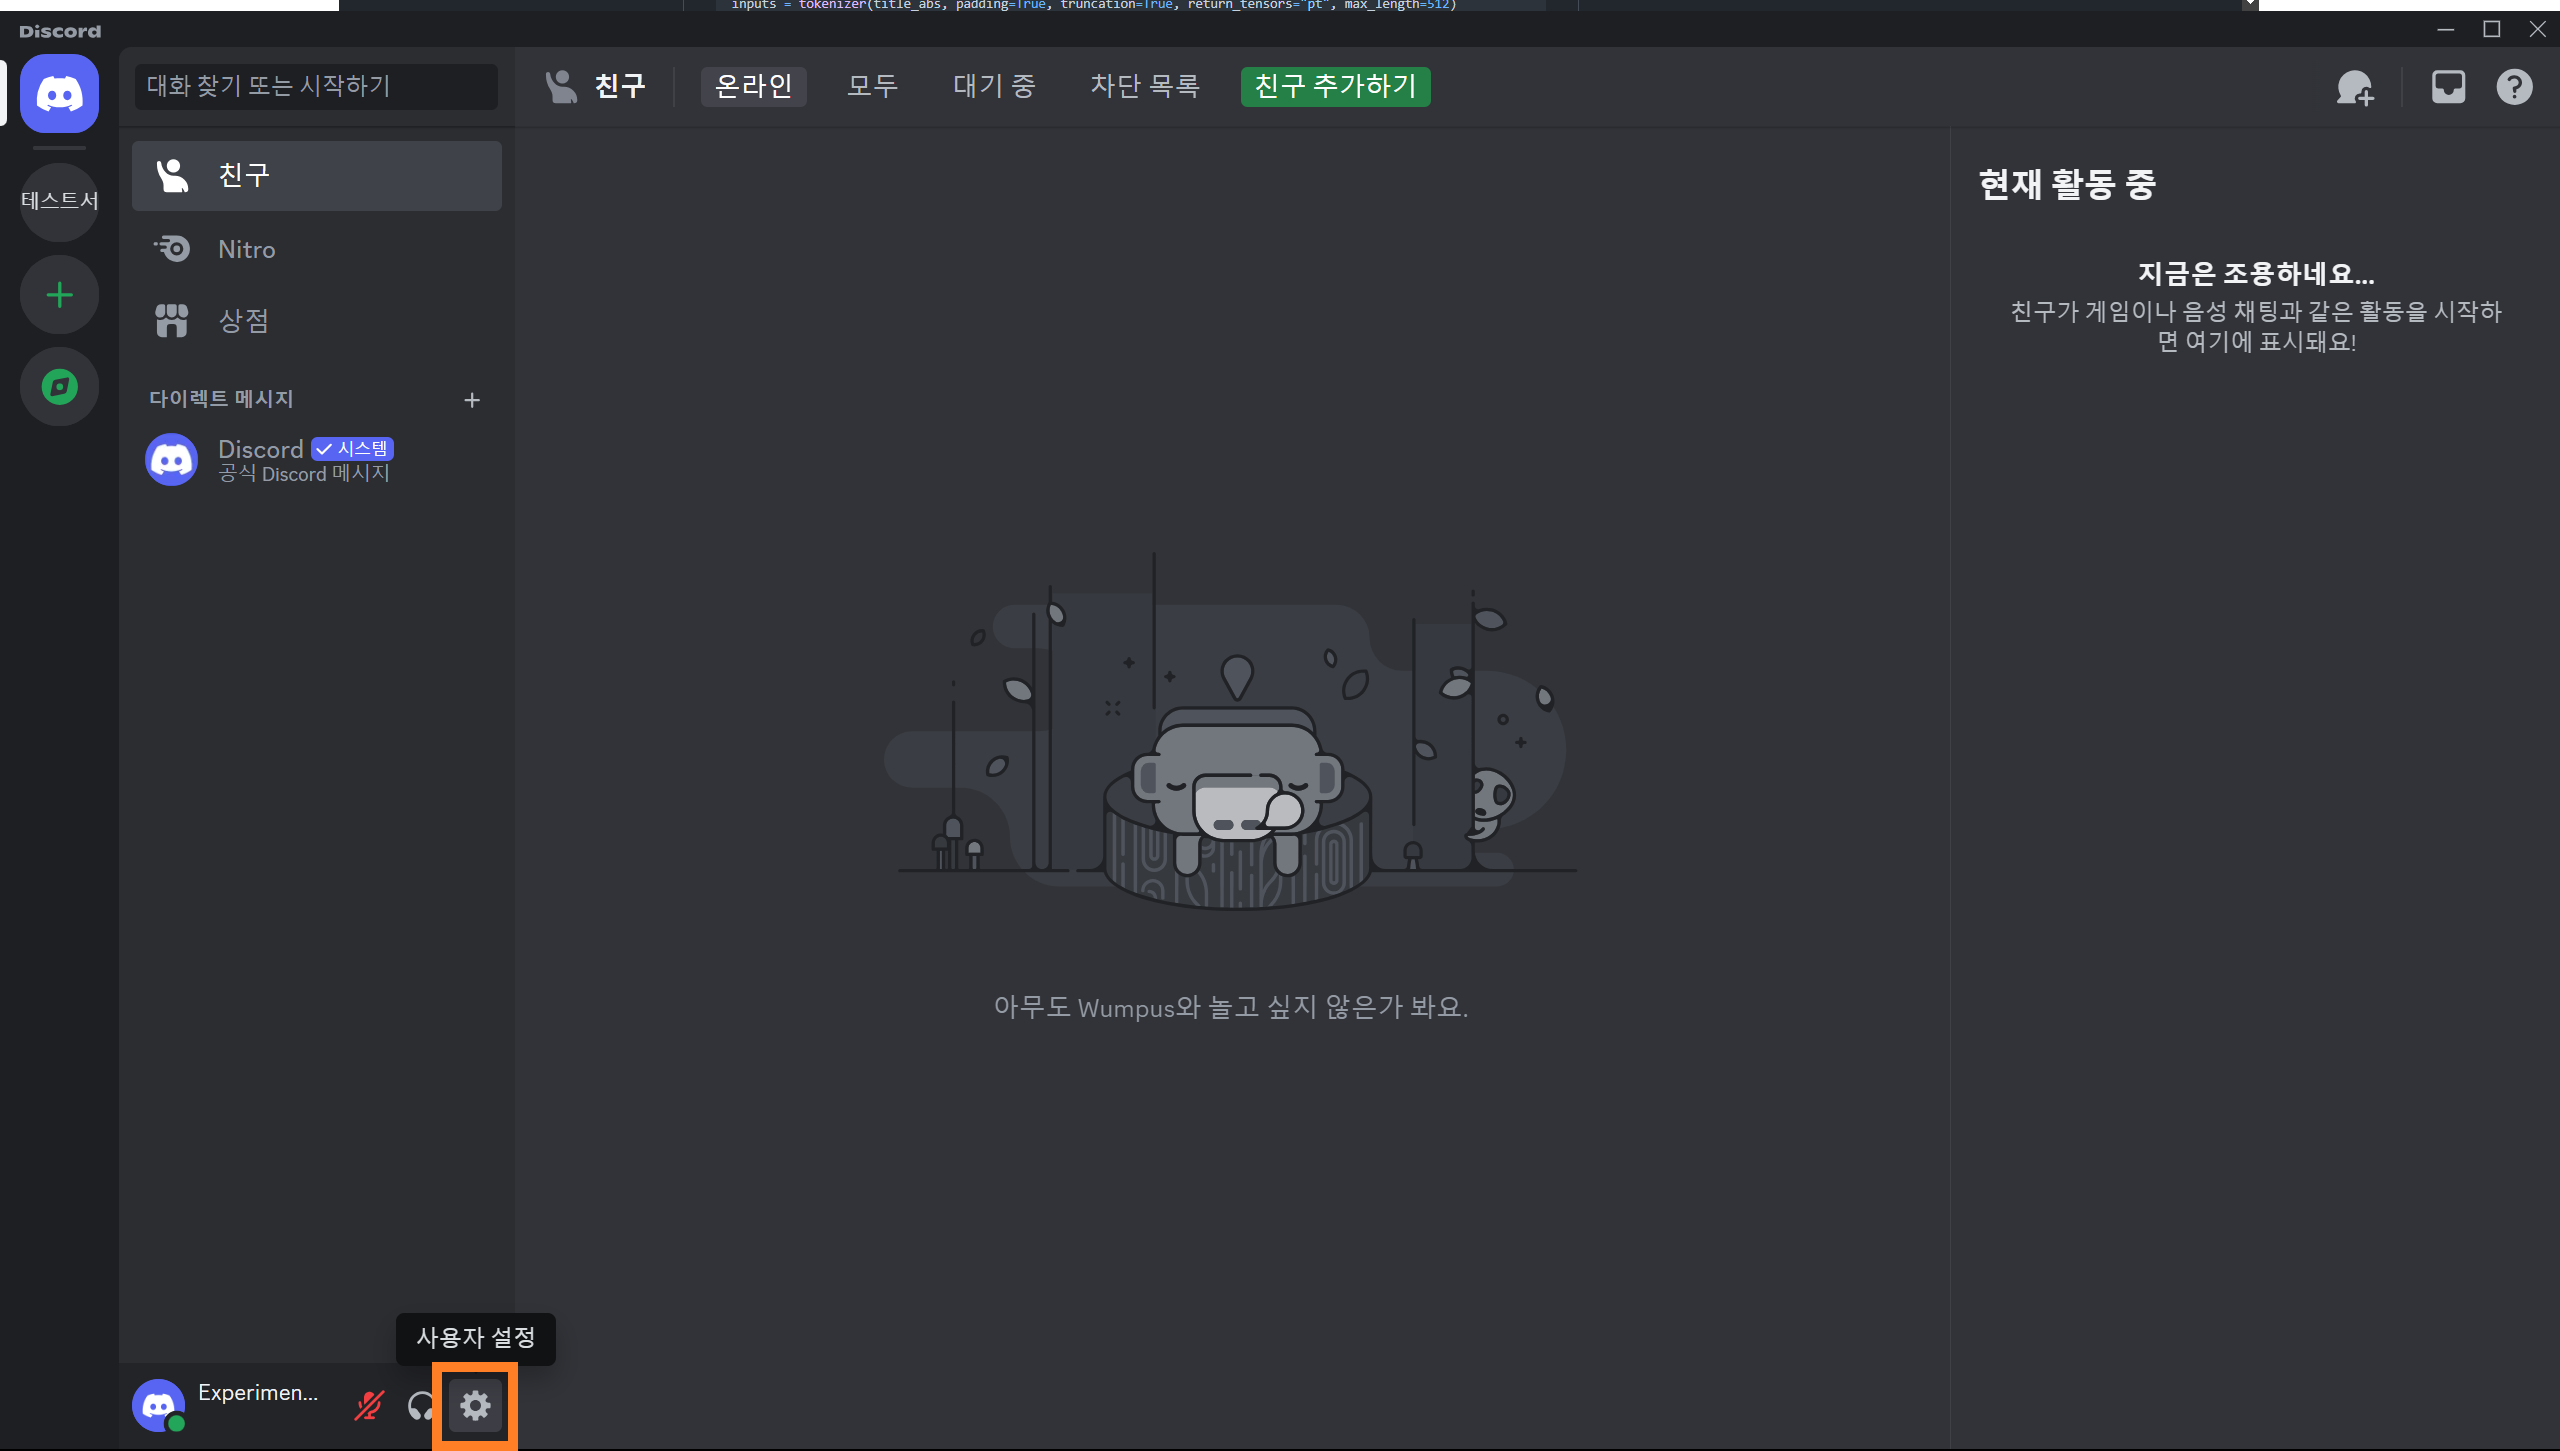 inputs = tokenizer(title_abs, padding=True, truncation=True, return_tensors="pt", max_length=512)
Discord
대화 찾기 또는 시작하기
친구
온라인
모두
대기 중
차단 목록
친구 추가하기
테스트서
친구
Nitro
상점
다이렉트 메시지
Discord
시스템
공식 Discord 메시지
현재 활동 중
지금은 조용하네요...
친구가 게임이나 음성 채팅과 같은 활동을 시작하
면 여기에 표시돼요!
아무도 Wumpus와 놀고 싶지 않은가 봐요.
사용자 설정
Experimen...